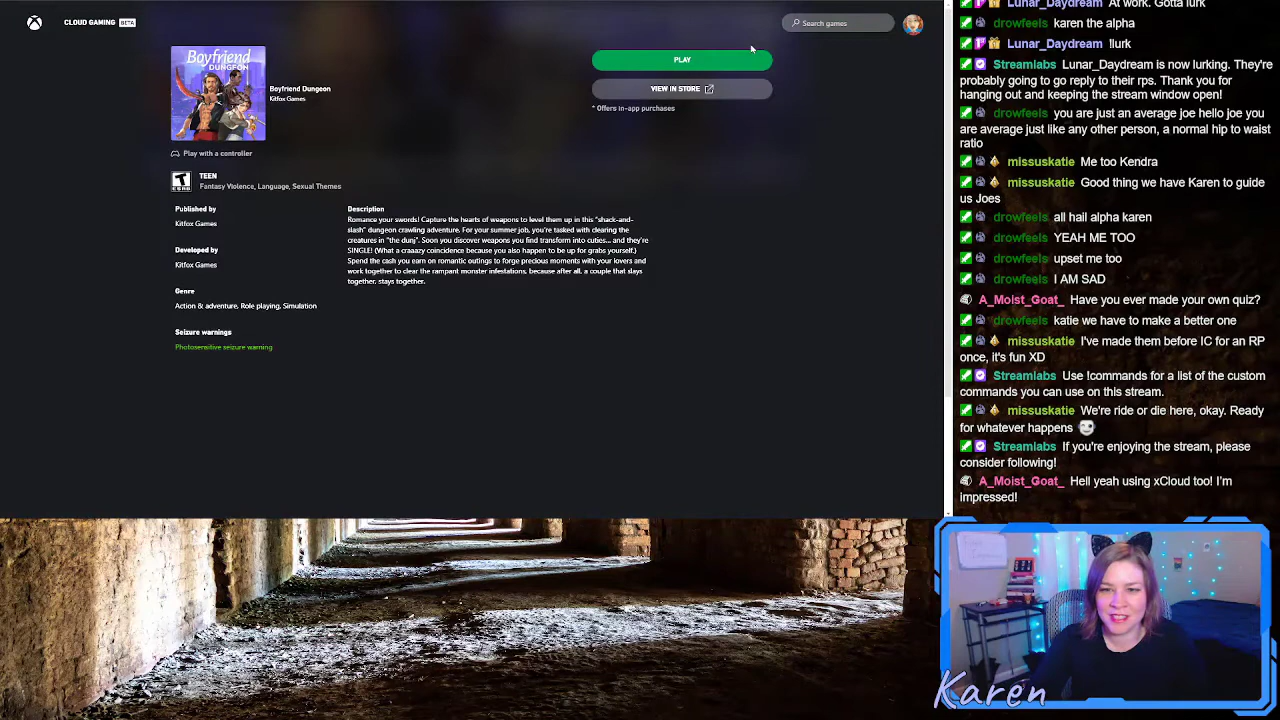 CLOUD GAMING BETA
Search games
Boyfriend
DUNGEON
Boyfriend Dungeon
Kitfox Games
PLAY
VIEW IN STORE
* Offers in-app purchases
Play with a controller
TEEN
Fantasy Violence, Language, Sexual Themes
Published by
Kitfox Games
Developed by
Kitfox Games
Genre
Action & adventure, Role playing, Simulation
Seizure warnings
Photosensitive seizure warning
Description
Romance your swords! Capture the hearts of weapons to level them up in this "shack-and-
slash" dungeon crawling adventure. For your summer job, you're tasked with clearing the
creatures in "the dunj". Soon you discover weapons you find transform into cuties... and they're
SINGLE! (What a craaazy coincidence because you also happen to be up for grabs yourself!)
Spend the cash you earn on romantic outings to forge precious moments with your lovers and
work together to clear the rampant monster infestations, because after all, a couple that slays
together, stays together.
Lunar_Daydream At work. Gotta lurk
drowfeels karen the alpha
Lunar_Daydream !lurk
Streamlabs Lunar_Daydream is now lurking. They're
probably going to go reply to their rps. Thank you for
hanging out and keeping the stream window open!
drowfeels you are just an average joe hello joe you
are average just like any other person, a normal hip to waist
ratio
missuskatie Me too Kendra
missuskatie Good thing we have Karen to guide
us Joes
drowfeels all hail alpha karen
drowfeels YEAH ME TOO
drowfeels upset me too
drowfeels I AM SAD
A_Moist_Goat_ Have you ever made your own quiz?
drowfeels katie we have to make a better one
missuskatie I've made them before IC for an RP
once, it's fun XD
Streamlabs Use !commands for a list of the custom
commands you can use on this stream.
missuskatie We're ride or die here, okay. Ready
for whatever happens
Streamlabs If you're enjoying the stream, please
consider following!
A_Moist_Goat_ Hell yeah using xCloud too! I'm
impressed!
Karen